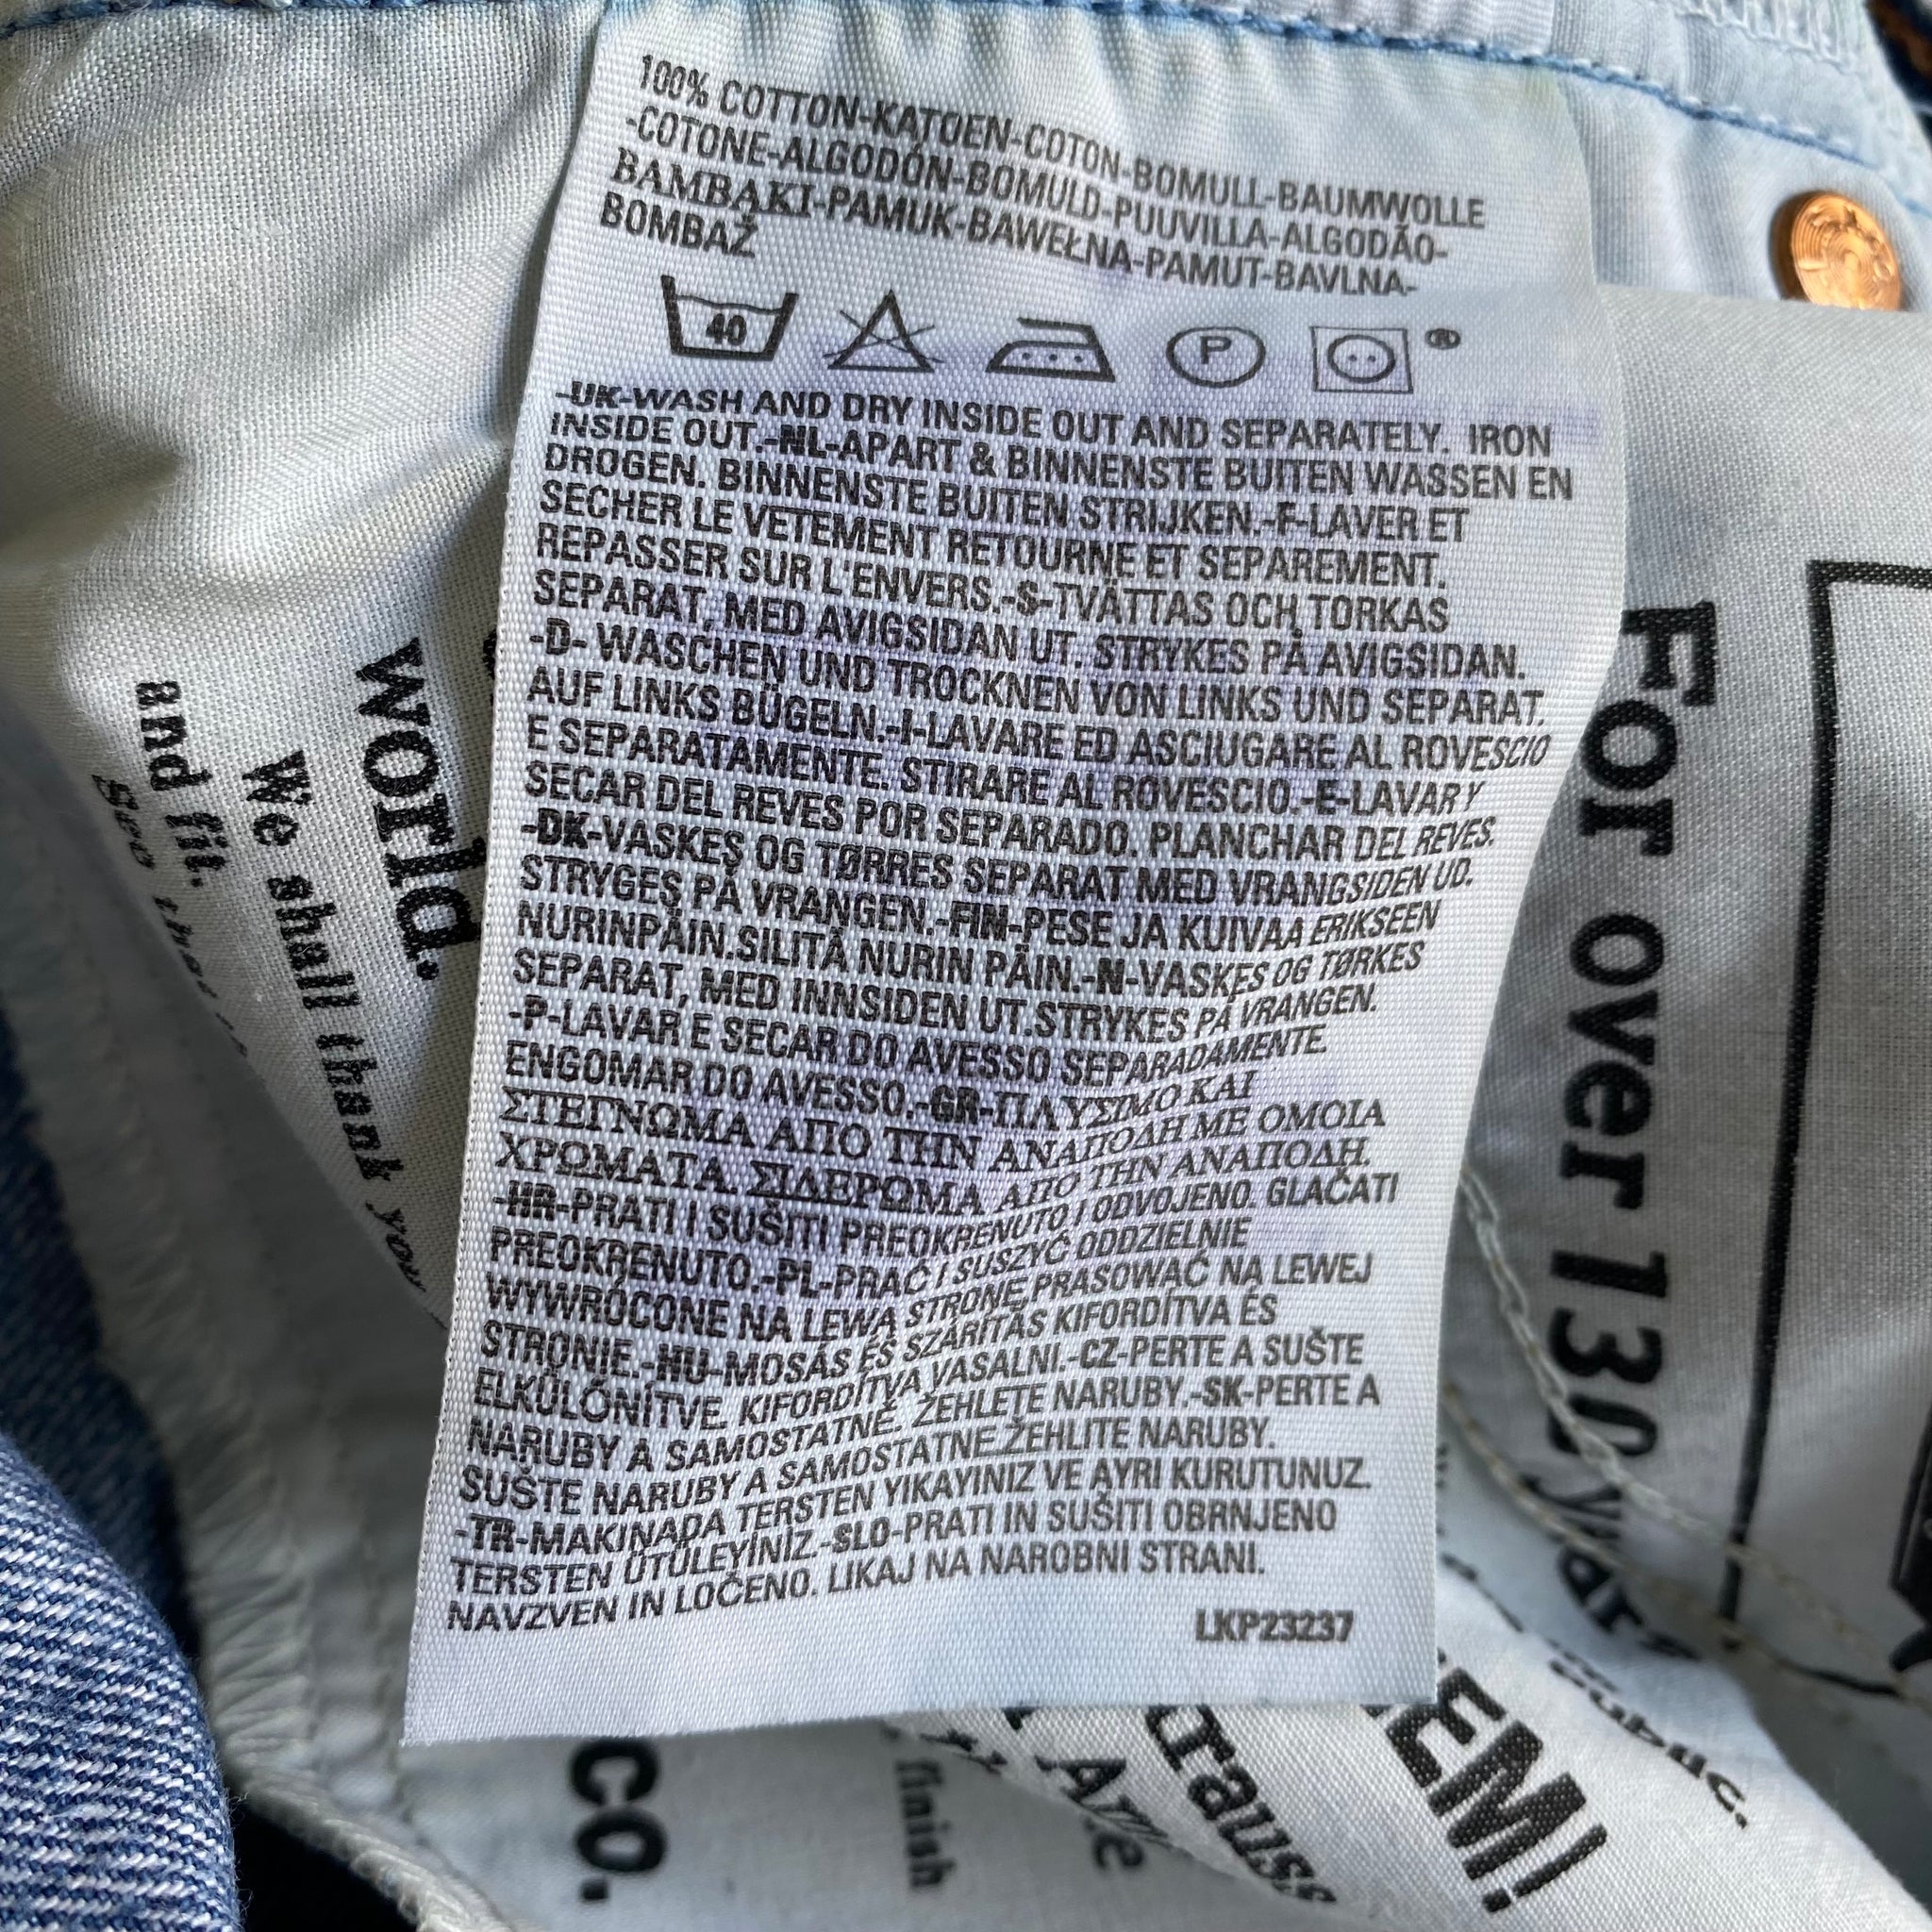 100% COTTON-KATOEN-COTON-BOMULL-BAUMWOLLE
-COTONE-ALGODÓN-BOMULD-PUUVILLA-ALGODÃO-
BAMBAKI-PAMUK-BAWEŁNA-PAMUT-BAVLNA-
BOMBAŽ
40
P
®
-UK-WASH AND DRY INSIDE OUT AND SEPARATELY. IRON
INSIDE OUT.-NL-APART & BINNENSTE BUITEN WASSEN EN
DROGEN. BINNENSTE BUITEN STRIJKEN.-F-LAVER ET
SECHER LE VETEMENT RETOURNE ET SEPAREMENT.
REPASSER SUR L'ENVERS.-S-TVÄTTAS OCH TORKAS
SEPARAT, MED AVIGSIDAN UT. STRYKES PÅ AVIGSIDAN.
-D- WASCHEN UND TROCKNEN VON LINKS UND SEPARAT.
AUF LINKS BÜGELN.-I-LAVARE ED ASCIUGARE AL ROVESCIO
E SEPARATAMENTE. STIRARE AL ROVESCIO.-E-LAVAR Y
SECAR DEL REVES POR SEPARADO. PLANCHAR DEL REVES.
-DK-VASKES OG TØRRES SEPARAT MED VRANGSIDEN UD.
STRYGES PÅ VRANGEN.-FIN-PESE JA KUIVAA ERIKSEEN
NURINPÄIN.SILITÄ NURIN PÄIN.-N-VASKES OG TØRKES
SEPARAT, MED INNSIDEN UT.STRYKES PÅ VRANGEN.
-P-LAVAR E SECAR DO AVESSO SEPARADAMENTE.
ENGOMAR DO AVESSO.-GR-ΠΛΥΣΙΜΟ ΚΑΙ
ΣΤΕΓΝΩΜΑ ΑΠΟ ΤΗΝ ΑΝΑΠΟΔΗ ΜΕ ΟΜΟΙΑ
ΧΡΩΜΑΤΑ. ΣΙΔΕΡΩΜΑ ΑΠΟ ΤΗΝ ΑΝΑΠΟΔΗ.
-HR-PRATI I SUŠITI PREOKRENUTO I ODVOJENO. GLAČATI
PREOKRENUTO.-PL-PRAĆ I SUSZYĆ ODDZIELNIE
WYWRÓCONE NA LEWĄ STRONĘ.PRASOWAĆ NA LEWEJ
STRONIE.-HU-MOSÁS ÉS SZÁRÍTÁS KIFORDÍTVA ÉS
ELKÜLÖNÍTVE. KIFORDÍTVA VASALNI.-CZ-PERTE A SUŠTE
NARUBY A SAMOSTATNĚ. ŽEHLETE NARUBY.-SK-PERTE A
SUŠTE NARUBY A SAMOSTATNE.ŽEHLITE NARUBY.
-TR-MAKINADA TERSTEN YIKAYINIZ VE AYRI KURUTUNUZ.
TERSTEN ÜTÜLEYİNİZ.-SLO-PRATI IN SUŠITI OBRNJENO
NAVZVEN IN LOČENO. LIKAJ NA NAROBNI STRANI.
LKP23237
world.
We shall thank you
and fit.
For over 130
public.
EM!
finish
CO.